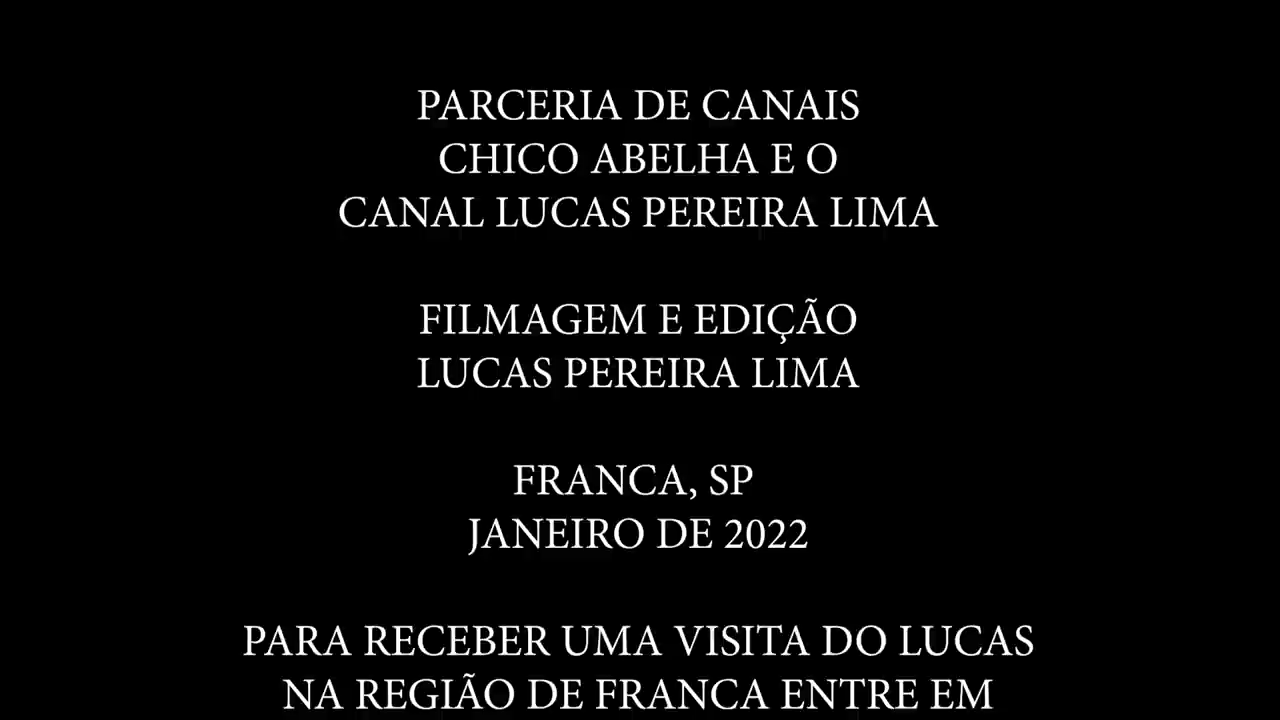 PARCERIA DE CANAIS
CHICO ABELHA E O
CANAL LUCAS PEREIRA LIMA
FILMAGEM E EDIÇÃO
LUCAS PEREIRA LIMA
FRANCA, SP
JANEIRO DE 2022
PARA RECEBER UMA VISITA DO LUCAS
NA REGIÃO DE FRANCA ENTRE EM